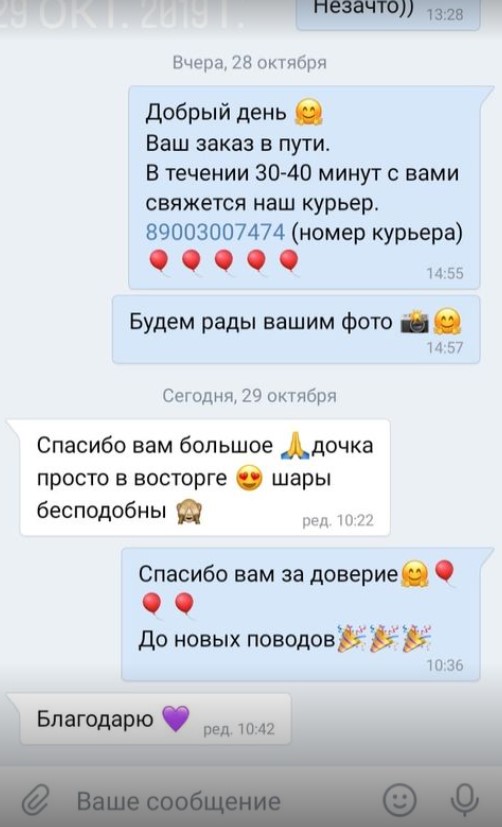 29 ОКТ. 2019 Г.
Незачто)) 13:28
Вчера, 28 октября
Добрый день 🤗
Ваш заказ в пути.
В течении 30-40 минут с вами
свяжется наш курьер.
89003007474 (номер курьера)
🎈🎈🎈🎈🎈 14:55
Будем рады вашим фото 📸🤗
14:57
Сегодня, 29 октября
Спасибо вам большое 🙏дочка
просто в восторге 😍 шары
бесподобны 🙈 ред. 10:22
Спасибо вам за доверие🤗🎈
🎈🎈
До новых поводов🎉🎉🎉
10:36
Благодарю 💜 ред. 10:42
Ваше сообщение